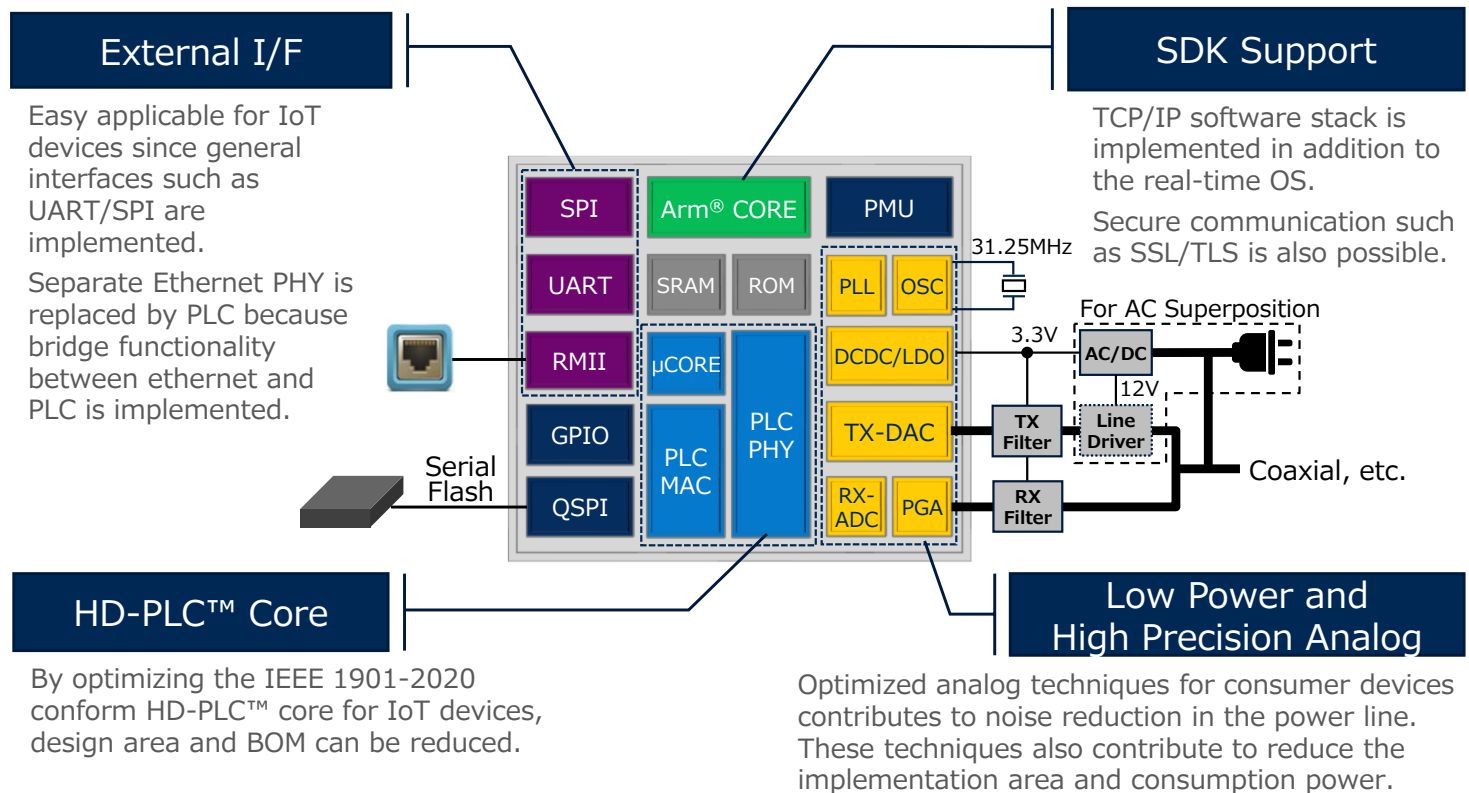 External I/F
Easy applicable for IoT
devices since general
interfaces such as
UART/SPI are
implemented.
Separate Ethernet PHY is
replaced by PLC because
bridge functionality
between ethernet and
PLC is implemented.
SDK Support
TCP/IP software stack is
implemented in addition to
the real-time OS.
Secure communication such
as SSL/TLS is also possible.
SPI
Arm® CORE
PMU
UART
SRAM
ROM
PLL
OSC
31.25MHz
RMII
µCORE
PLC
PHY
DCDC/LDO
3.3V
For AC Superposition
AC/DC
12V
GPIO
PLC
MAC
TX-DAC
TX
Filter
Line
Driver
Coaxial, etc.
Serial
Flash
QSPI
RX-
ADC
PGA
RX
Filter
HD-PLC™ Core
By optimizing the IEEE 1901-2020
conform HD-PLC™ core for IoT devices,
design area and BOM can be reduced.
Low Power and
High Precision Analog
Optimized analog techniques for consumer devices
contributes to noise reduction in the power line.
These techniques also contribute to reduce the
implementation area and consumption power.